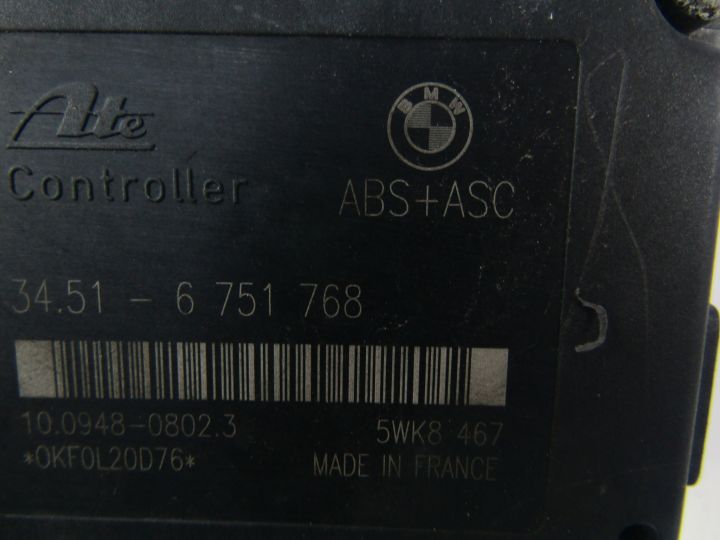 Ate
BMW
Controller
ABS+ASC
34.51 - 6 751 768
10.0948-0802.3
5WK8 467
*0KF0L20D76*
MADE IN FRANCE